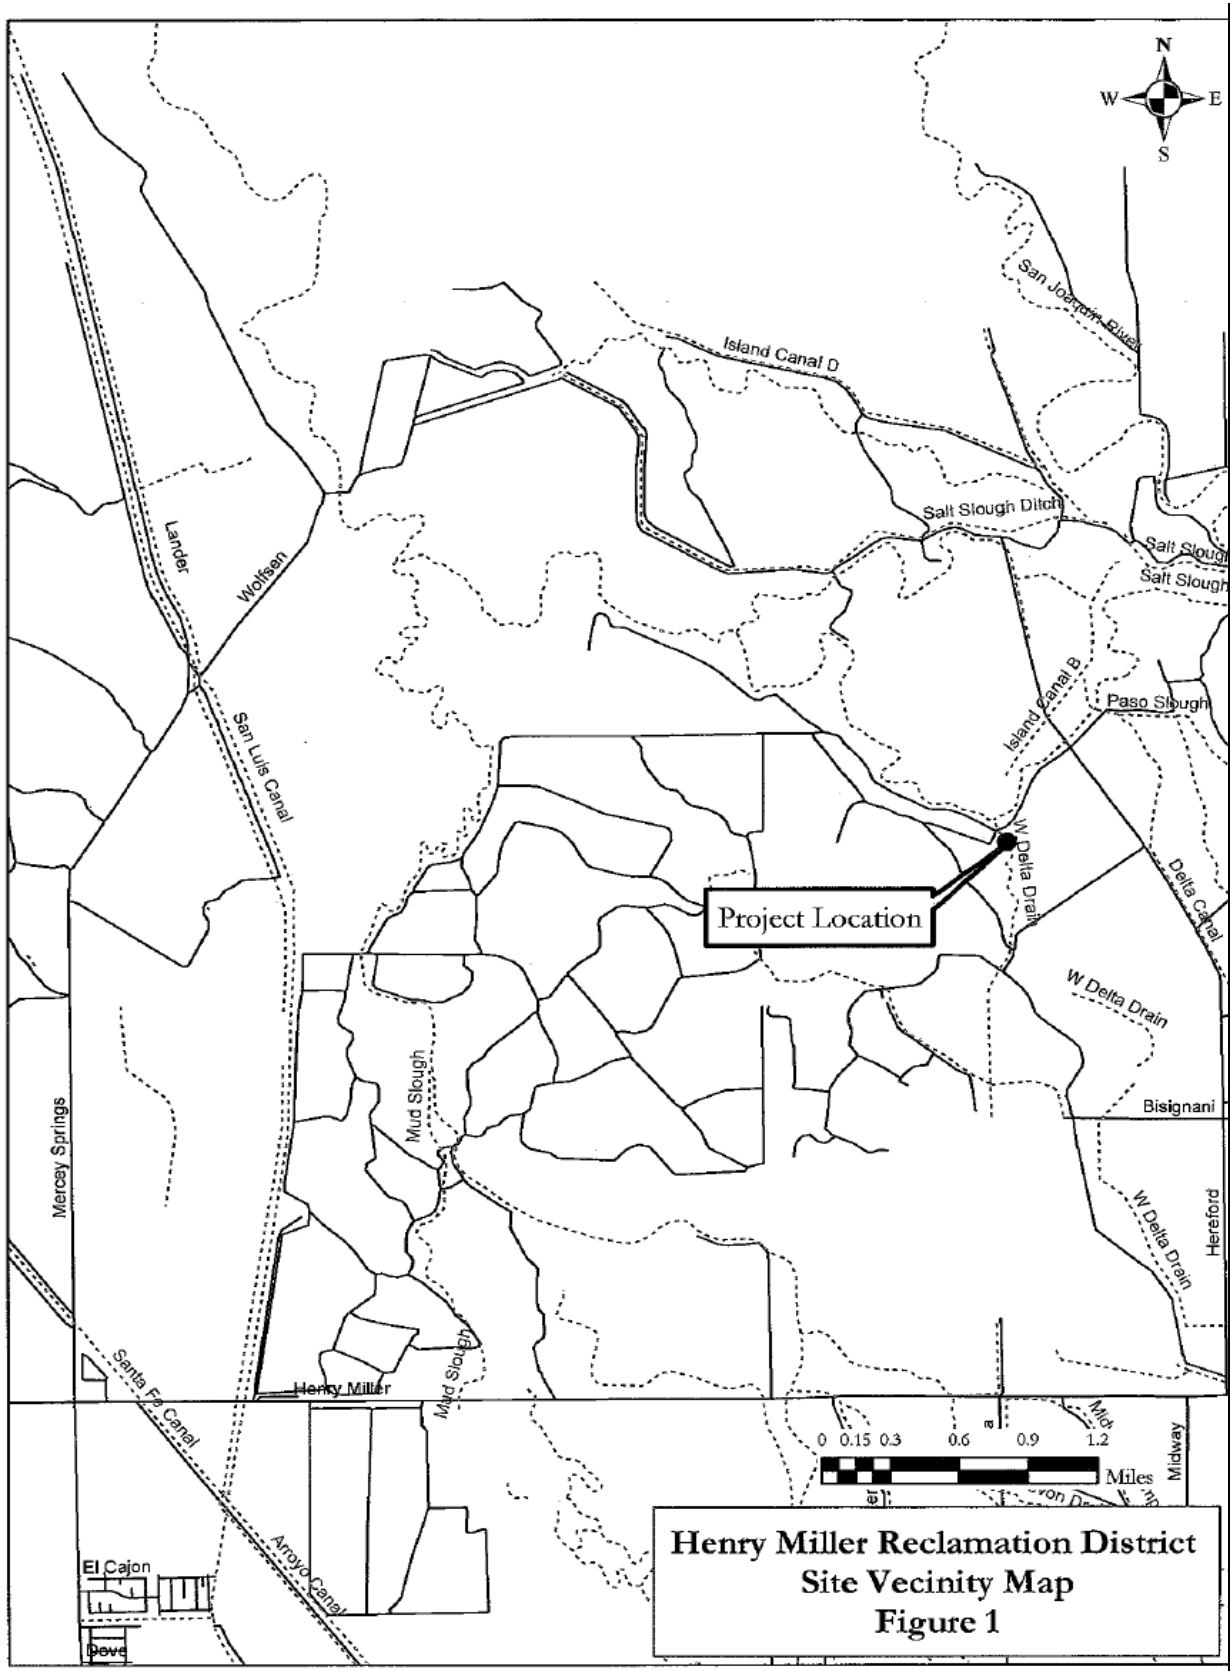 N
W E
S
San Joaquin River
Island Canal D
Salt Slough Ditch
Lander
Wolfsen
Salt Slough
Salt Slough
Island Canal B
Paso Slough
San Luis Canal
W Delta Drain
Delta Canal
Project Location
W Delta Drain
Mud Slough
Mercey Springs
Bisignani
W Delta Drain
Hereford
Santa Fe Canal
Henry Miller
Mud Slough
a
Midway
0 0.15 0.3 0.6 0.9 1.2
Miles
er
Arroyo Canal
El Cajon
Dove
Henry Miller Reclamation District
Site Vecinity Map
Figure 1